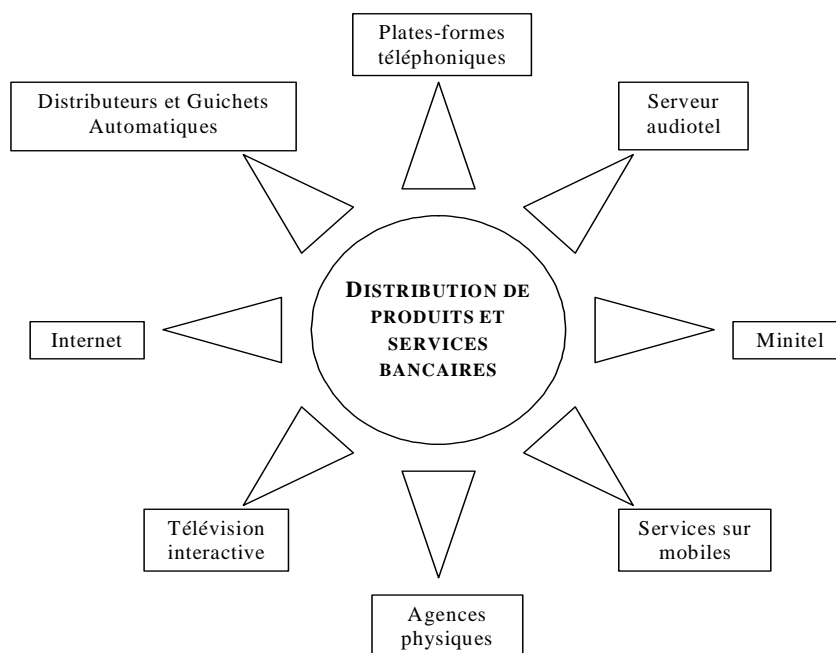 Plates-formes
téléphoniques
Distributeurs et Guichets
Automatiques
Serveur
audiotel
DISTRIBUTION DE
PRODUITS ET
SERVICES
BANCAIRES
Internet
Minitel
Télévision
interactive
Services sur
mobiles
Agences
physiques